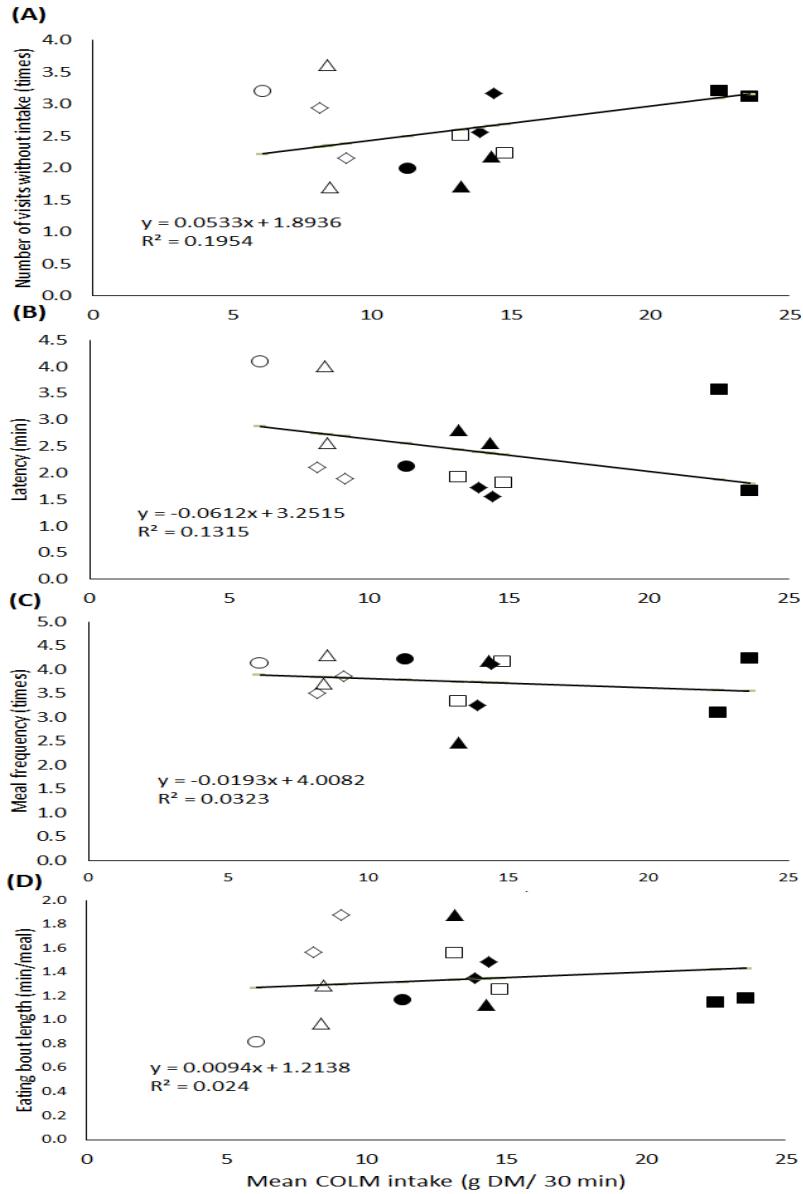 (A)
Number of visits without intake (times)
4.0
3.5
3.0
2.5
2.0
1.5
1.0
0.5
0.0
y = 0.0533x + 1.8936
R² = 0.1954
0 5 10 15 20 25
(B)
Latency (min)
4.5
4.0
3.5
3.0
2.5
2.0
1.5
1.0
0.5
0.0
y = -0.0612x + 3.2515
R² = 0.1315
0 5 10 15 20 25
(C)
Meal frequency (times)
5.0
4.5
4.0
3.5
3.0
2.5
2.0
1.5
1.0
0.5
0.0
y = -0.0193x + 4.0082
R² = 0.0323
0 5 10 15 20 25
(D)
Eating bout length (min/meal)
2.0
1.8
1.6
1.4
1.2
1.0
0.8
0.6
0.4
0.2
0.0
y = 0.0094x + 1.2138
R² = 0.024
0 5 10 15 20 25
Mean COLM intake (g DM/ 30 min)